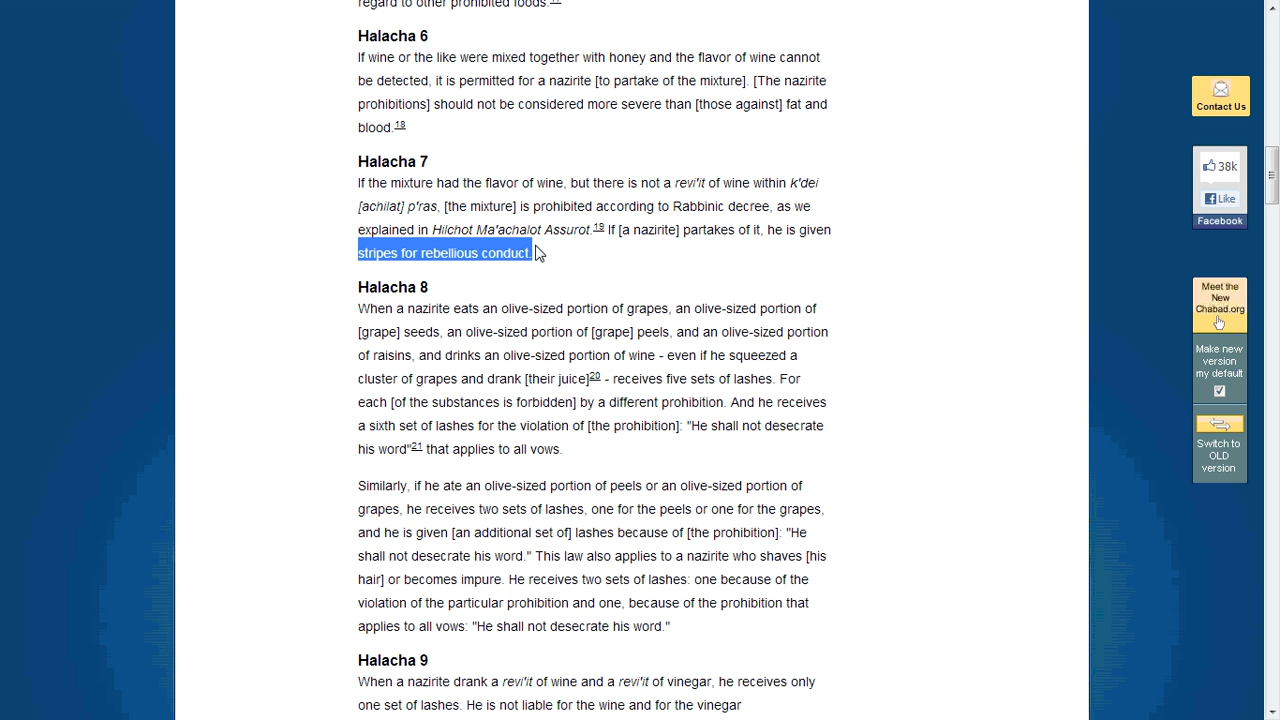 regard to other prohibited foods.17
Halacha 6
If wine or the like were mixed together with honey and the flavor of wine cannot
be detected, it is permitted for a nazirite [to partake of the mixture]. [The nazirite
prohibitions] should not be considered more severe than [those against] fat and
blood.18
Halacha 7
If the mixture had the flavor of wine, but there is not a revi'it of wine within k'dei
[achilat] p'ras, [the mixture] is prohibited according to Rabbinic decree, as we
explained in Hilchot Ma'achalot Assurot.19 If [a nazirite] partakes of it, he is given
stripes for rebellious conduct.
Halacha 8
When a nazirite eats an olive-sized portion of grapes, an olive-sized portion of
[grape] seeds, an olive-sized portion of [grape] peels, and an olive-sized portion
of raisins, and drinks an olive-sized portion of wine - even if he squeezed a
cluster of grapes and drank [their juice]20 - receives five sets of lashes. For
each [of the substances is forbidden] by a different prohibition. And he receives
a sixth set of lashes for the violation of [the prohibition]: "He shall not desecrate
his word"21 that applies to all vows.
Similarly, if he ate an olive-sized portion of peels or an olive-sized portion of
grapes, he receives two sets of lashes, one for the peels or one for the grapes,
and he is given [an additional set of] lashes because of [the prohibition]: "He
shall not desecrate his word." This law also applies to a nazirite who shaves [his
hair] or becomes impure. He receives two sets of lashes: one because of the
violation of the particular prohibition and one, because of the prohibition that
applies to all vows: "He shall not desecrate his word."
Halacha 9
When a nazirite drank a revi'it of wine and a revi'it of vinegar, he receives only
one set of lashes. He is not liable for the wine and for the vinegar
Contact Us
38k
Like
Facebook
Meet the
New
Chabad.org
Make new
version
my default
Switch to
OLD
version